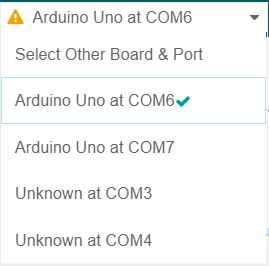 Arduino Uno at COM6
Select Other Board & Port
Arduino Uno at COM6
Arduino Uno at COM7
Unknown at COM3
Unknown at COM4